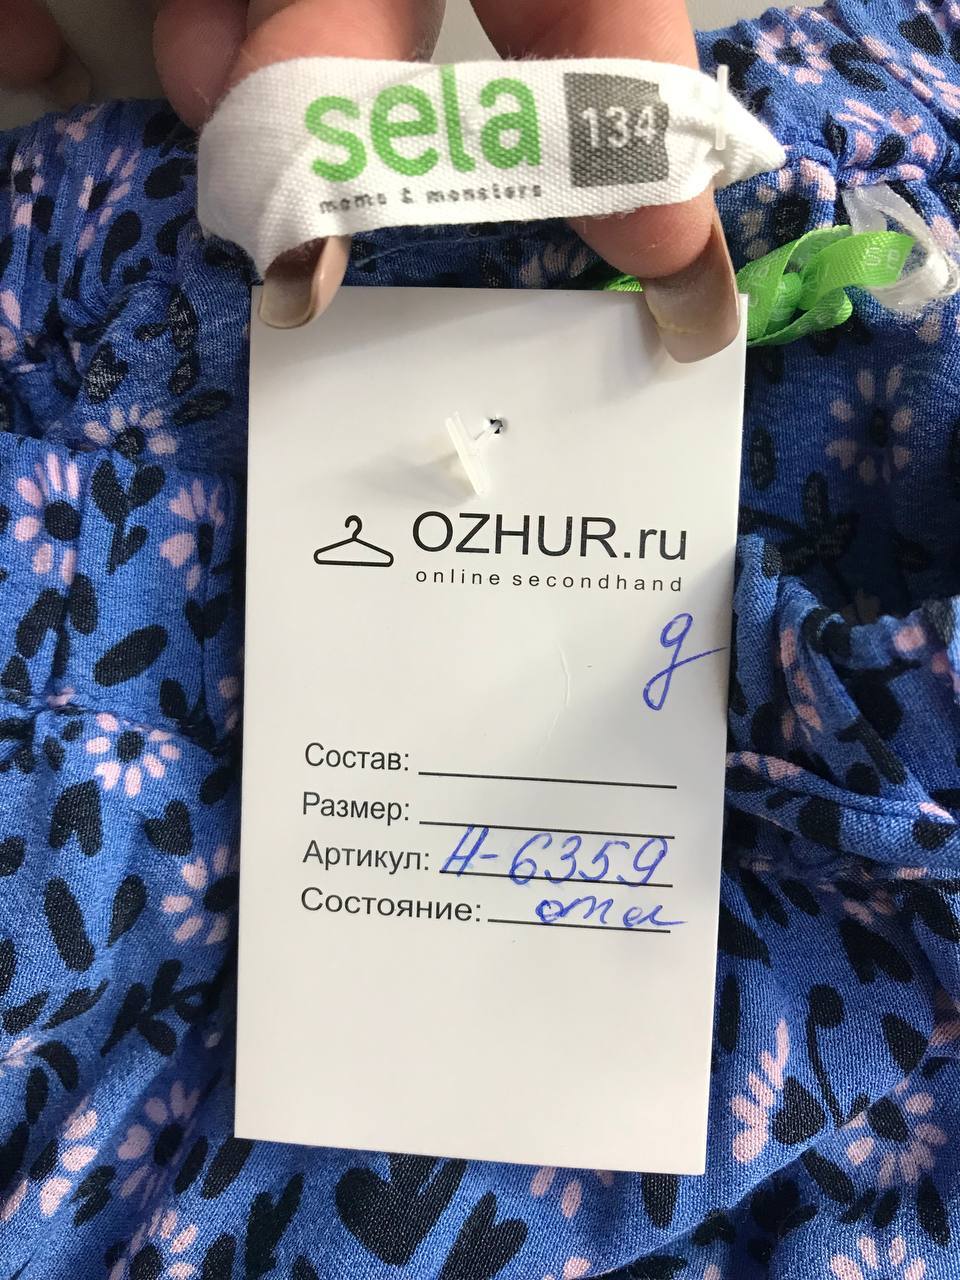 sela 134
moms & monsters
OZHUR.ru
online secondhand
g
Состав:
Размер:
Артикул: Н-6359
Состояние: отл